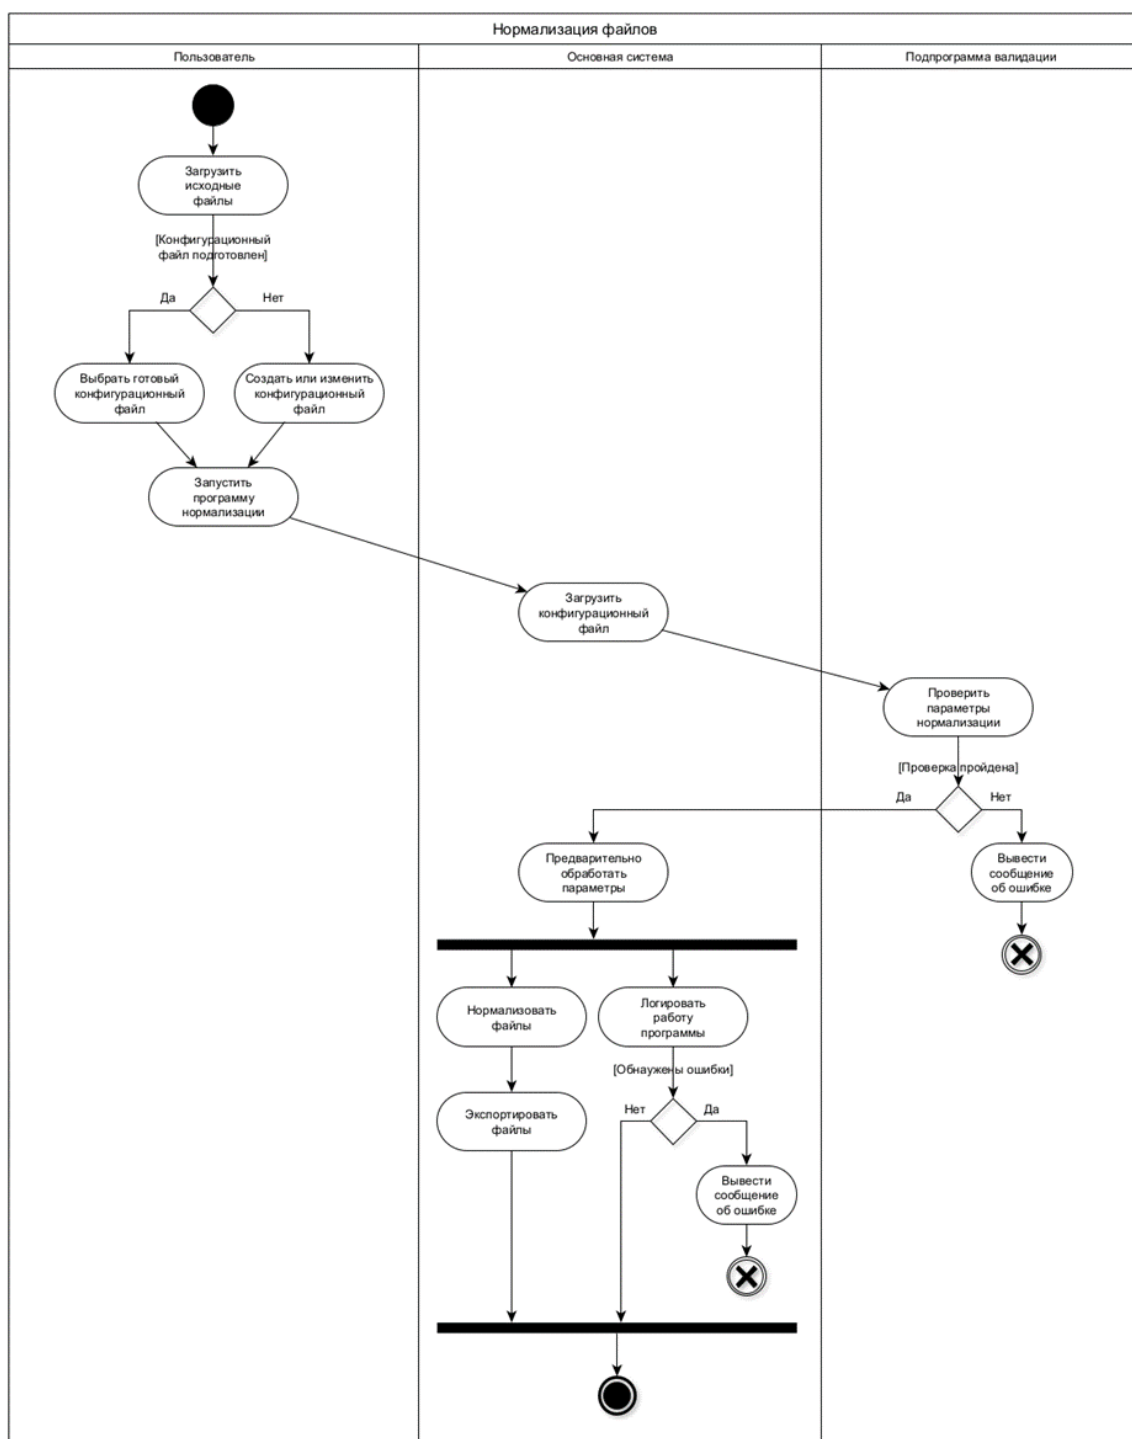 Нормализация файлов
Пользователь
Основная система
Подпрограмма валидации
Загрузить
исходные
файлы
[Конфигурационный
файл подготовлен]
Да
Нет
Выбрать готовый
конфигурационный
файл
Создать или изменить
конфигурационный
файл
Запустить
программу
нормализации
Загрузить
конфигурационный
файл
Проверить
параметры
нормализации
[Проверка пройдена]
Да
Нет
Предварительно
обработать
параметры
Вывести
сообщение
об ошибке
Нормализовать
файлы
Логировать
работу
программы
[Обнаужены ошибки]
Экспортировать
файлы
Нет
Да
Вывести
сообщение
об ошибке